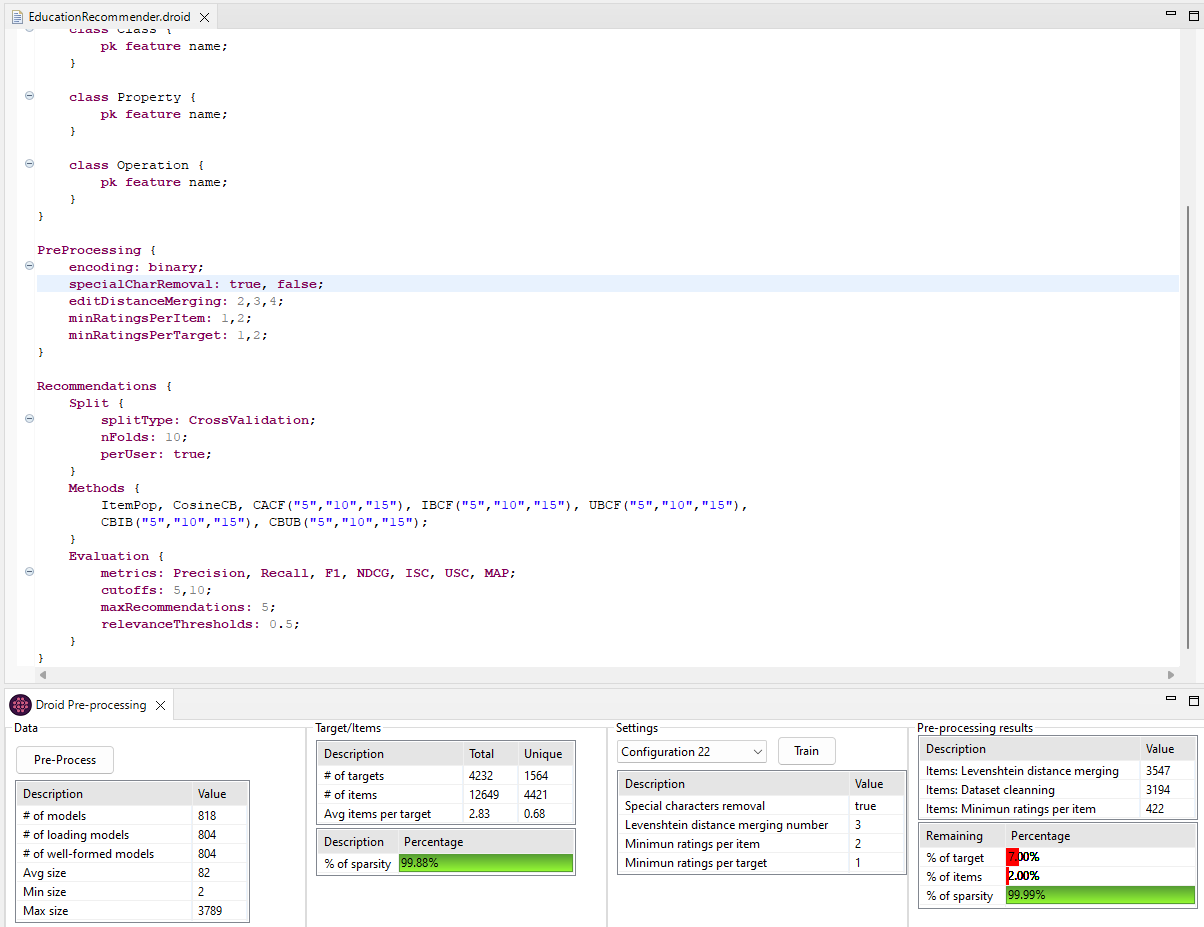 EducationRecommender.droid
class Class {
pk feature name;
}
class Property {
pk feature name;
}
class Operation {
pk feature name;
}
}
PreProcessing {
encoding: binary;
specialCharRemoval: true, false;
editDistanceMerging: 2,3,4;
minRatingsPerItem: 1,2;
minRatingsPerTarget: 1,2;
}
Recommendations {
Split {
splitType: CrossValidation;
nFolds: 10;
perUser: true;
}
Methods {
ItemPop, CosineCB, CACF("5","10","15"), IBCF("5","10","15"), UBCF("5","10","15"),
CBIB("5","10","15"), CBUB("5","10","15");
}
Evaluation {
metrics: Precision, Recall, F1, NDCG, ISC, USC, MAP;
cutoffs: 5,10;
maxRecommendations: 5;
relevanceThresholds: 0.5;
}
}
Droid Pre-processing
Data
Pre-Process
Description Value
# of models 818
# of loading models 804
# of well-formed models 804
Avg size 82
Min size 2
Max size 3789
Target/Items
Description Total Unique
# of targets 4232 1564
# of items 12649 4421
Avg items per target 2.83 0.68
Description Percentage
% of sparsity 99.88%
Settings
Configuration 22 Train
Description Value
Special characters removal true
Levenshtein distance merging number 3
Minimun ratings per item 2
Minimun ratings per target 1
Pre-processing results
Description Value
Items: Levenshtein distance merging 3547
Items: Dataset cleanning 3194
Items: Minimun ratings per item 422
Remaining Percentage
% of target 7.00%
% of items 2.00%
% of sparsity 99.99%